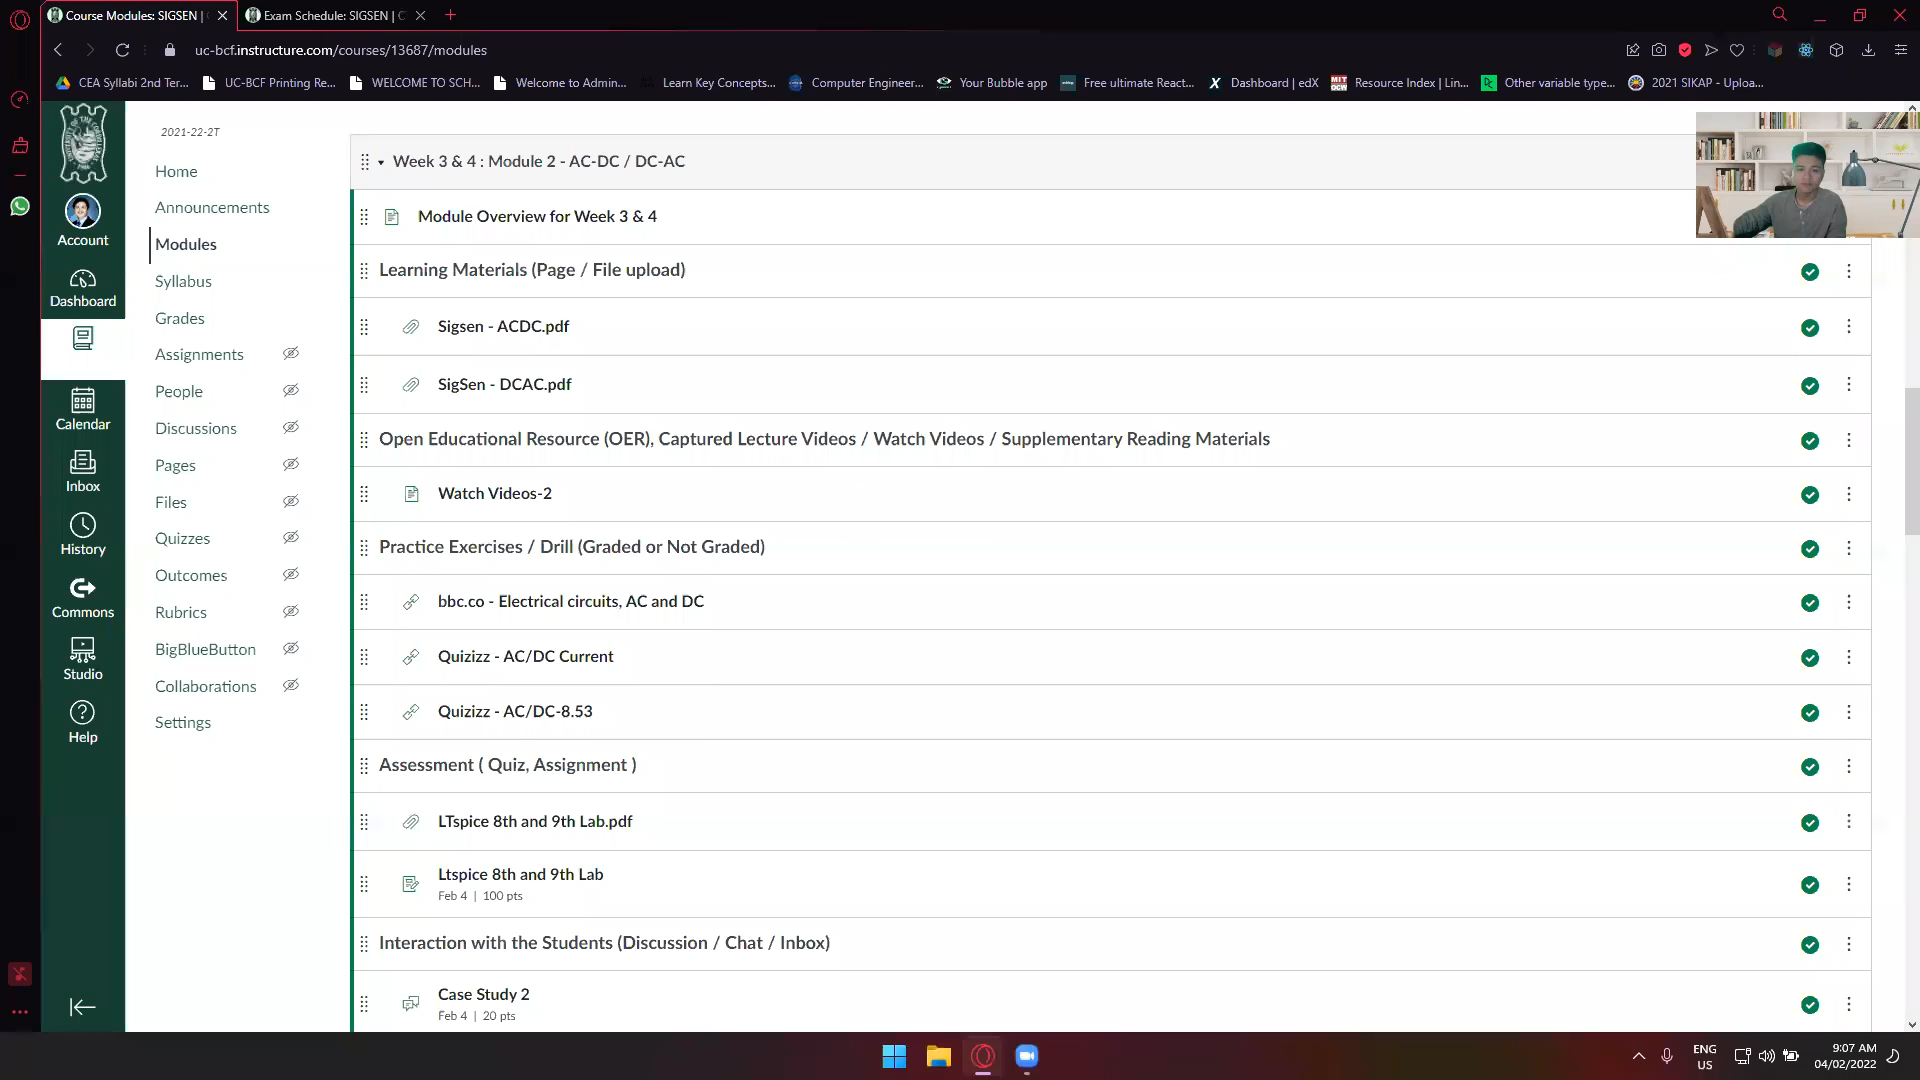 Course Modules: SIGSEN |
Exam Schedule: SIGSEN | C
uc-bcf.instructure.com/courses/13687/modules
CEA Syllabi 2nd Ter...
UC-BCF Printing Re...
WELCOME TO SCH...
Welcome to Admin...
Learn Key Concepts...
Computer Engineer...
Your Bubble app
Free ultimate React...
Dashboard | edX
Resource Index | Lin...
Other variable type...
2021 SIKAP - Uploa...
Account
Dashboard
Calendar
Inbox
History
Commons
Studio
Help
2021-22-2T
Home
Announcements
Modules
Syllabus
Grades
Assignments
People
Discussions
Pages
Files
Quizzes
Outcomes
Rubrics
BigBlueButton
Collaborations
Settings
Week 3 & 4 : Module 2 - AC-DC / DC-AC
Module Overview for Week 3 & 4
Learning Materials (Page / File upload)
Sigsen - ACDC.pdf
SigSen - DCAC.pdf
Open Educational Resource (OER), Captured Lecture Videos / Watch Videos / Supplementary Reading Materials
Watch Videos-2
Practice Exercises / Drill (Graded or Not Graded)
bbc.co - Electrical circuits, AC and DC
Quizizz - AC/DC Current
Quizizz - AC/DC-8.53
Assessment ( Quiz, Assignment )
LTspice 8th and 9th Lab.pdf
Ltspice 8th and 9th Lab
Feb 4 | 100 pts
Interaction with the Students (Discussion / Chat / Inbox)
Case Study 2
Feb 4 | 20 pts
ENG
US
9:07 AM
04/02/2022